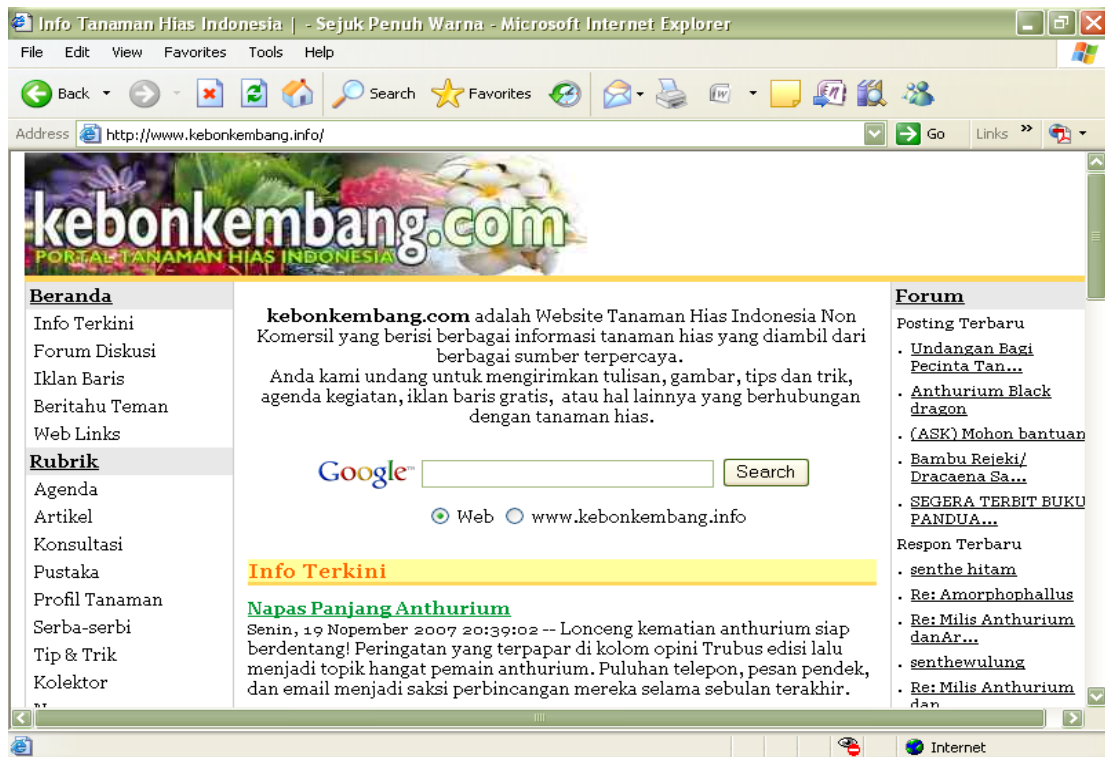 Info Tanaman Hias Indonesia | - Sejuk Penuh Warna - Microsoft Internet Explorer
File Edit View Favorites Tools Help
Back Search Favorites
Address http://www.kebonkembang.info/ Go Links »
kebonkembang.com
PORTAL TANAMAN HIAS INDONESIA
Beranda
Info Terkini
Forum Diskusi
Iklan Baris
Beritahu Teman
Web Links
Rubrik
Agenda
Artikel
Konsultasi
Pustaka
Profil Tanaman
Serba-serbi
Tip & Trik
Kolektor
kebonkembang.com adalah Website Tanaman Hias Indonesia Non
Komersil yang berisi berbagai informasi tanaman hias yang diambil dari
berbagai sumber terpercaya.
Anda kami undang untuk mengirimkan tulisan, gambar, tips dan trik,
agenda kegiatan, iklan baris gratis, atau hal lainnya yang berhubungan
dengan tanaman hias.
Google™ Search
Web www.kebonkembang.info
Info Terkini
Napas Panjang Anthurium
Senin, 19 Nopember 2007 20:39:02 -- Lonceng kematian anthurium siap
berdentang! Peringatan yang terpapar di kolom opini Trubus edisi lalu
menjadi topik hangat pemain anthurium. Puluhan telepon, pesan pendek,
dan email menjadi saksi perbincangan mereka selama sebulan terakhir.
Forum
Posting Terbaru
. Undangan Bagi
Pecinta Tan...
. Anthurium Black
dragon
. (ASK) Mohon bantuan
. Bambu Rejeki/
Dracaena Sa...
. SEGERA TERBIT BUKU
PANDUA...
Respon Terbaru
. senthe hitam
. Re: Amorphophallus
. Re: Milis Anthurium
danAr...
. senthewulung
. Re: Milis Anthurium
dan
Internet